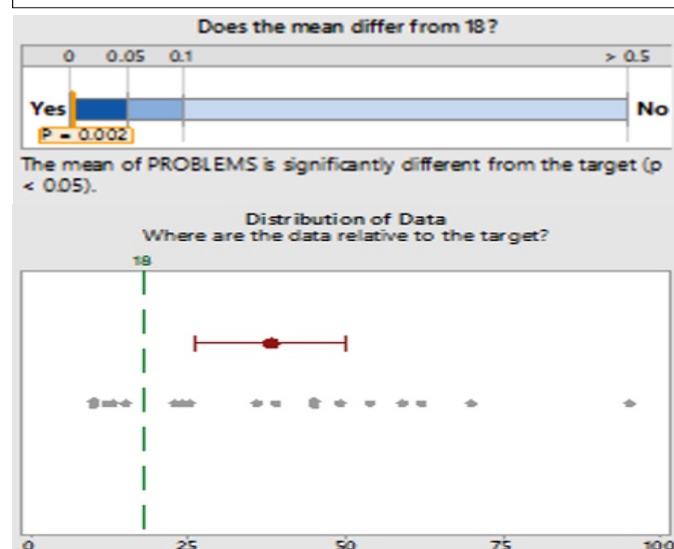 Does the mean differ from 18?
0 0.05 0.1 > 0.5
Yes No
P = 0.002
The mean of PROBLEMS is significantly different from the target (p
< 0.05).
Distribution of Data
Where are the data relative to the target?
18
0 25 50 75 100